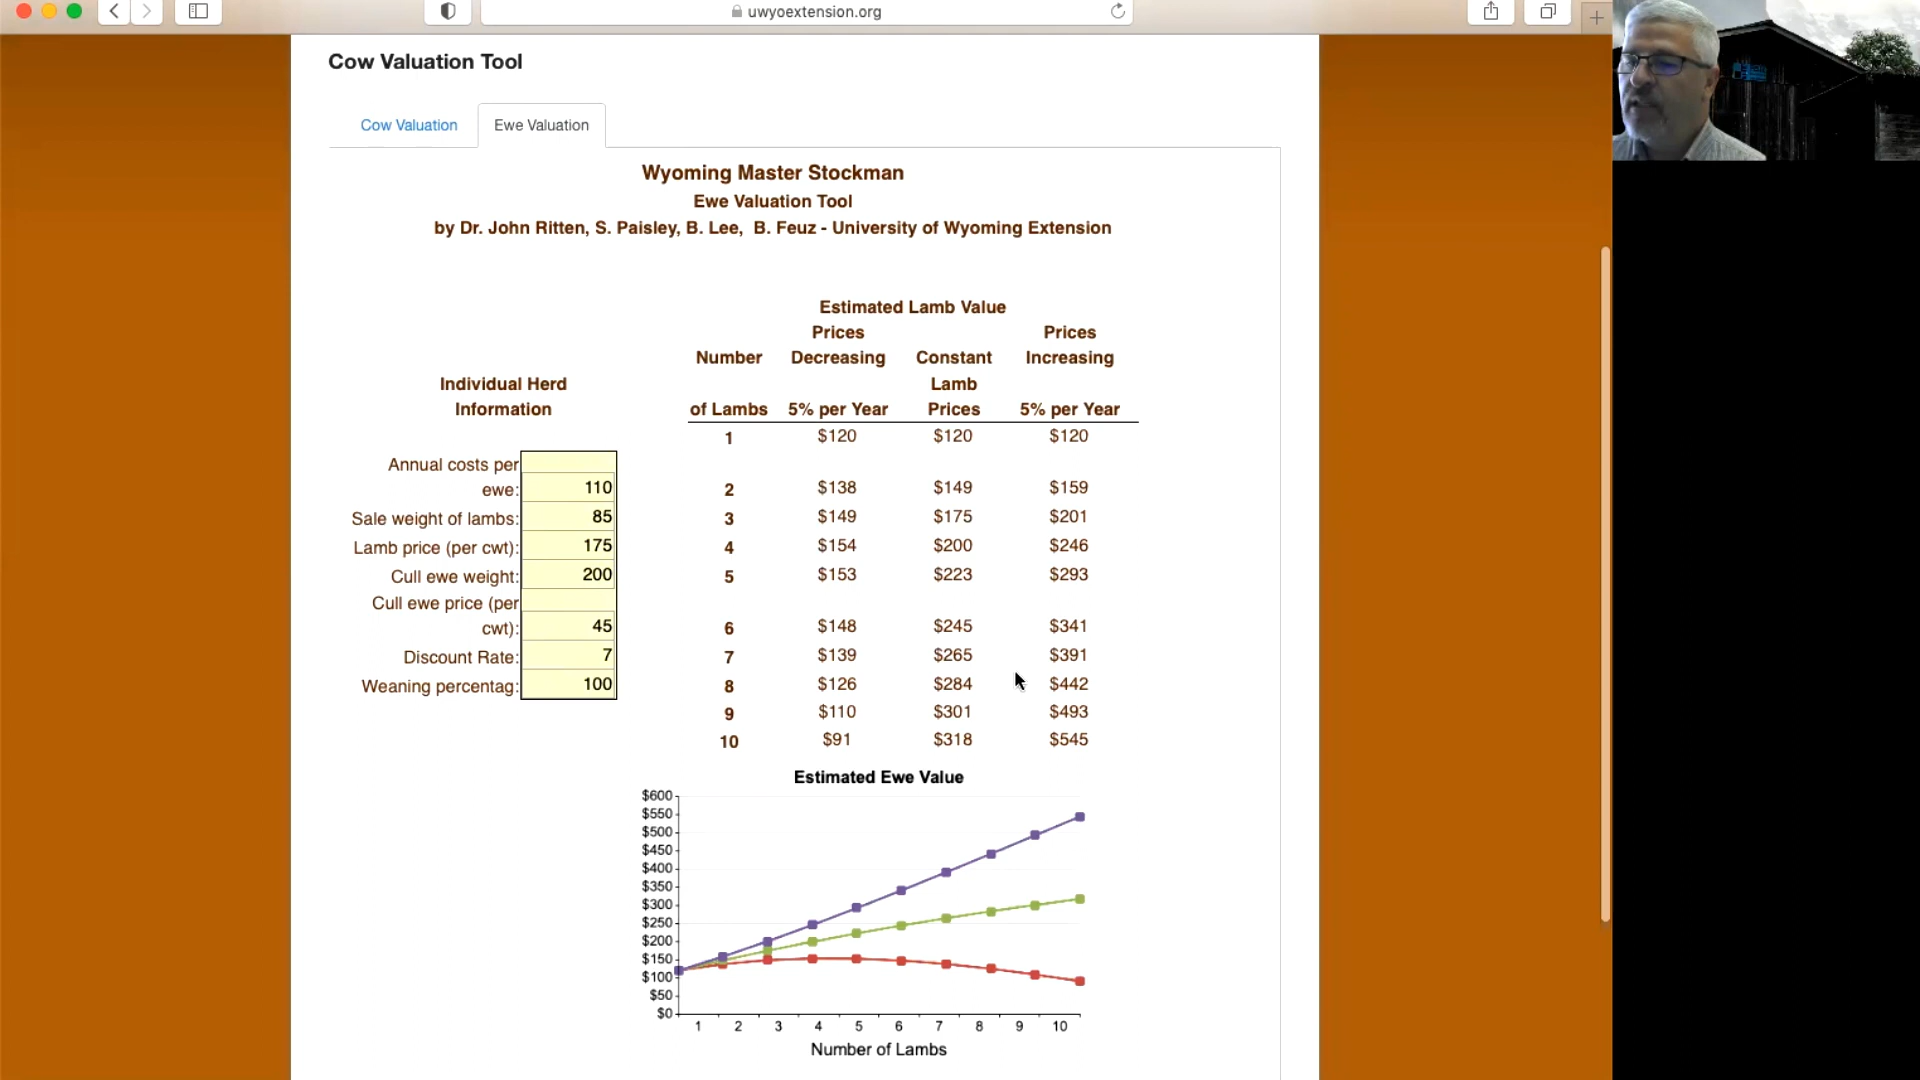 uwyoextension.org
Cow Valuation Tool
Cow Valuation
Ewe Valuation
Wyoming Master Stockman
Ewe Valuation Tool
by Dr. John Ritten, S. Paisley, B. Lee, B. Feuz - University of Wyoming Extension
Individual Herd
Information
Annual costs per
ewe: 110
Sale weight of lambs: 85
Lamb price (per cwt): 175
Cull ewe weight: 200
Cull ewe price (per
cwt): 45
Discount Rate: 7
Weaning percentag: 100
Estimated Lamb Value
Prices Prices
Number Decreasing Constant Increasing
Lamb
of Lambs 5% per Year Prices 5% per Year
1 $120 $120 $120
2 $138 $149 $159
3 $149 $175 $201
4 $154 $200 $246
5 $153 $223 $293
6 $148 $245 $341
7 $139 $265 $391
8 $126 $284 $442
9 $110 $301 $493
10 $91 $318 $545
Estimated Ewe Value
$600
$550
$500
$450
$400
$350
$300
$250
$200
$150
$100
$50
$0
1 2 3 4 5 6 7 8 9 10
Number of Lambs